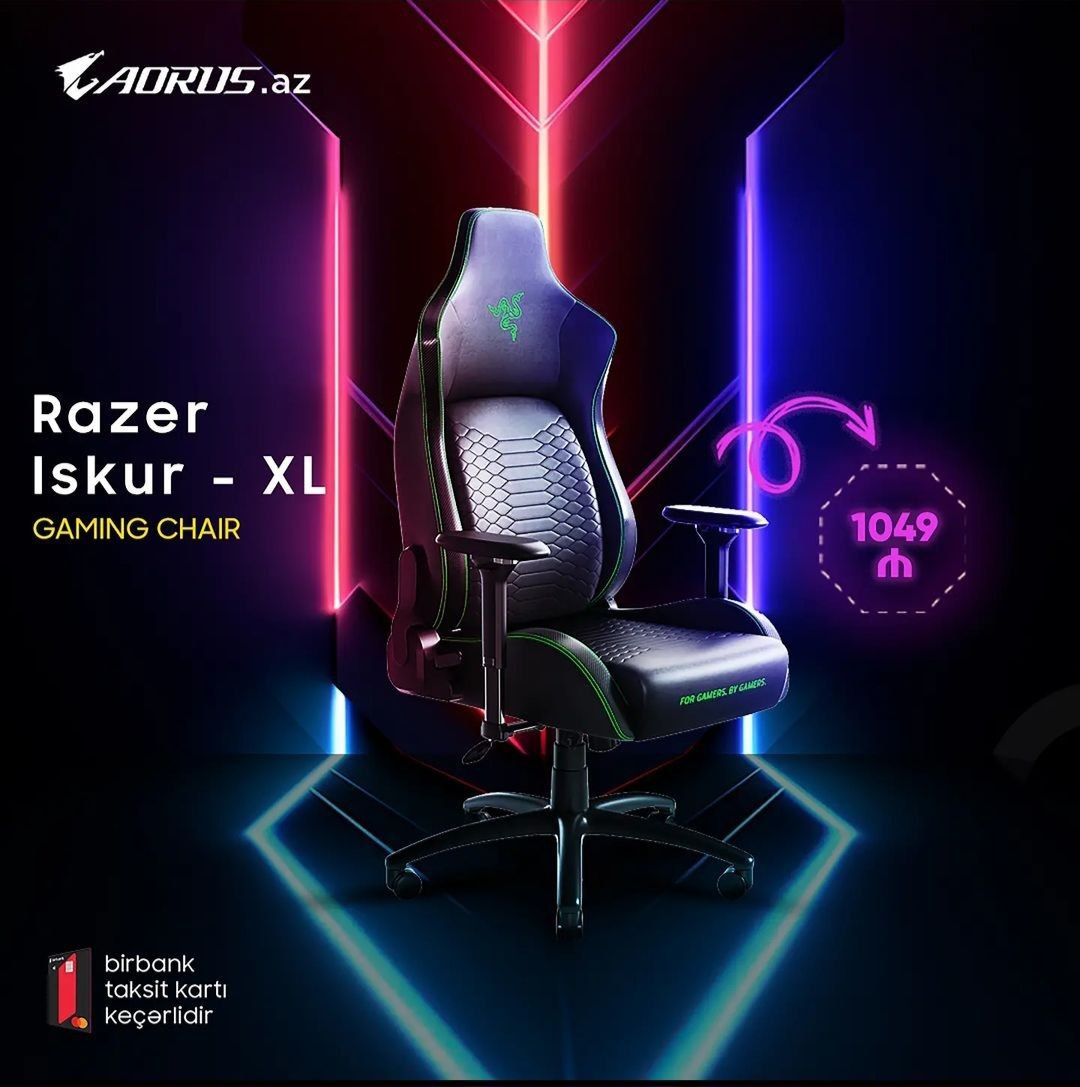 AORUS.az
Razer
Iskur - XL
GAMING CHAIR
1049
₼
FOR GAMERS. BY GAMERS.
birbank
taksit kartı
keçərlidir